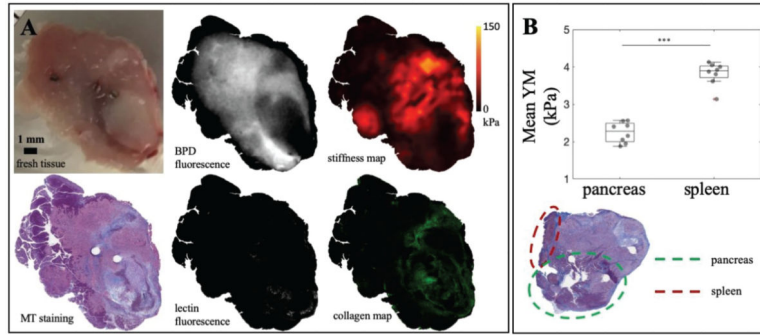 A
1 mm
fresh tissue
BPD
fluorescence
150
0
kPa
stiffness map
MT staining
lectin
fluorescence
collagen map
B
***
Mean YM
(kPa)
5
4
3
2
1
pancreas
spleen
pancreas
spleen